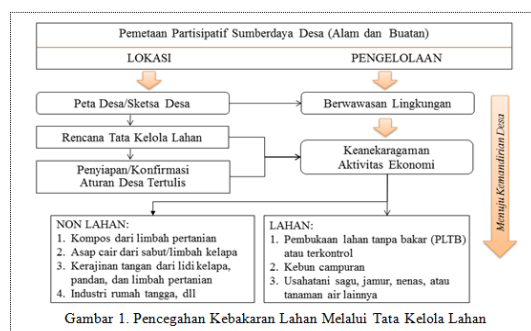 Pemetaan Partisipatif Sumberdaya Desa (Alam dan Buatan)
LOKASI
PENGELOLAAN
Peta Desa/Sketsa Desa
Berwawasan Lingkungan
Rencana Tata Kelola Lahan
Keanekaragaman
Aktivitas Ekonomi
Penyiapan/Konfirmasi
Aturan Desa Tertulis
Menuju Kemandirian Desa
NON LAHAN:
1. Kompos dari limbah pertanian
2. Asap cair dari sabut/limbah kelapa
3. Kerajinan tangan dari lidi kelapa,
pandan, dan limbah pertanian
4. Industri rumah tangga, dll
LAHAN:
1. Pembukaan lahan tanpa bakar (PLTB)
atau terkontrol
2. Kebun campuran
3. Usahatani sagu, jamur, nenas, atau
tanaman air lainnya
Gambar 1. Pencegahan Kebakaran Lahan Melalui Tata Kelola Lahan